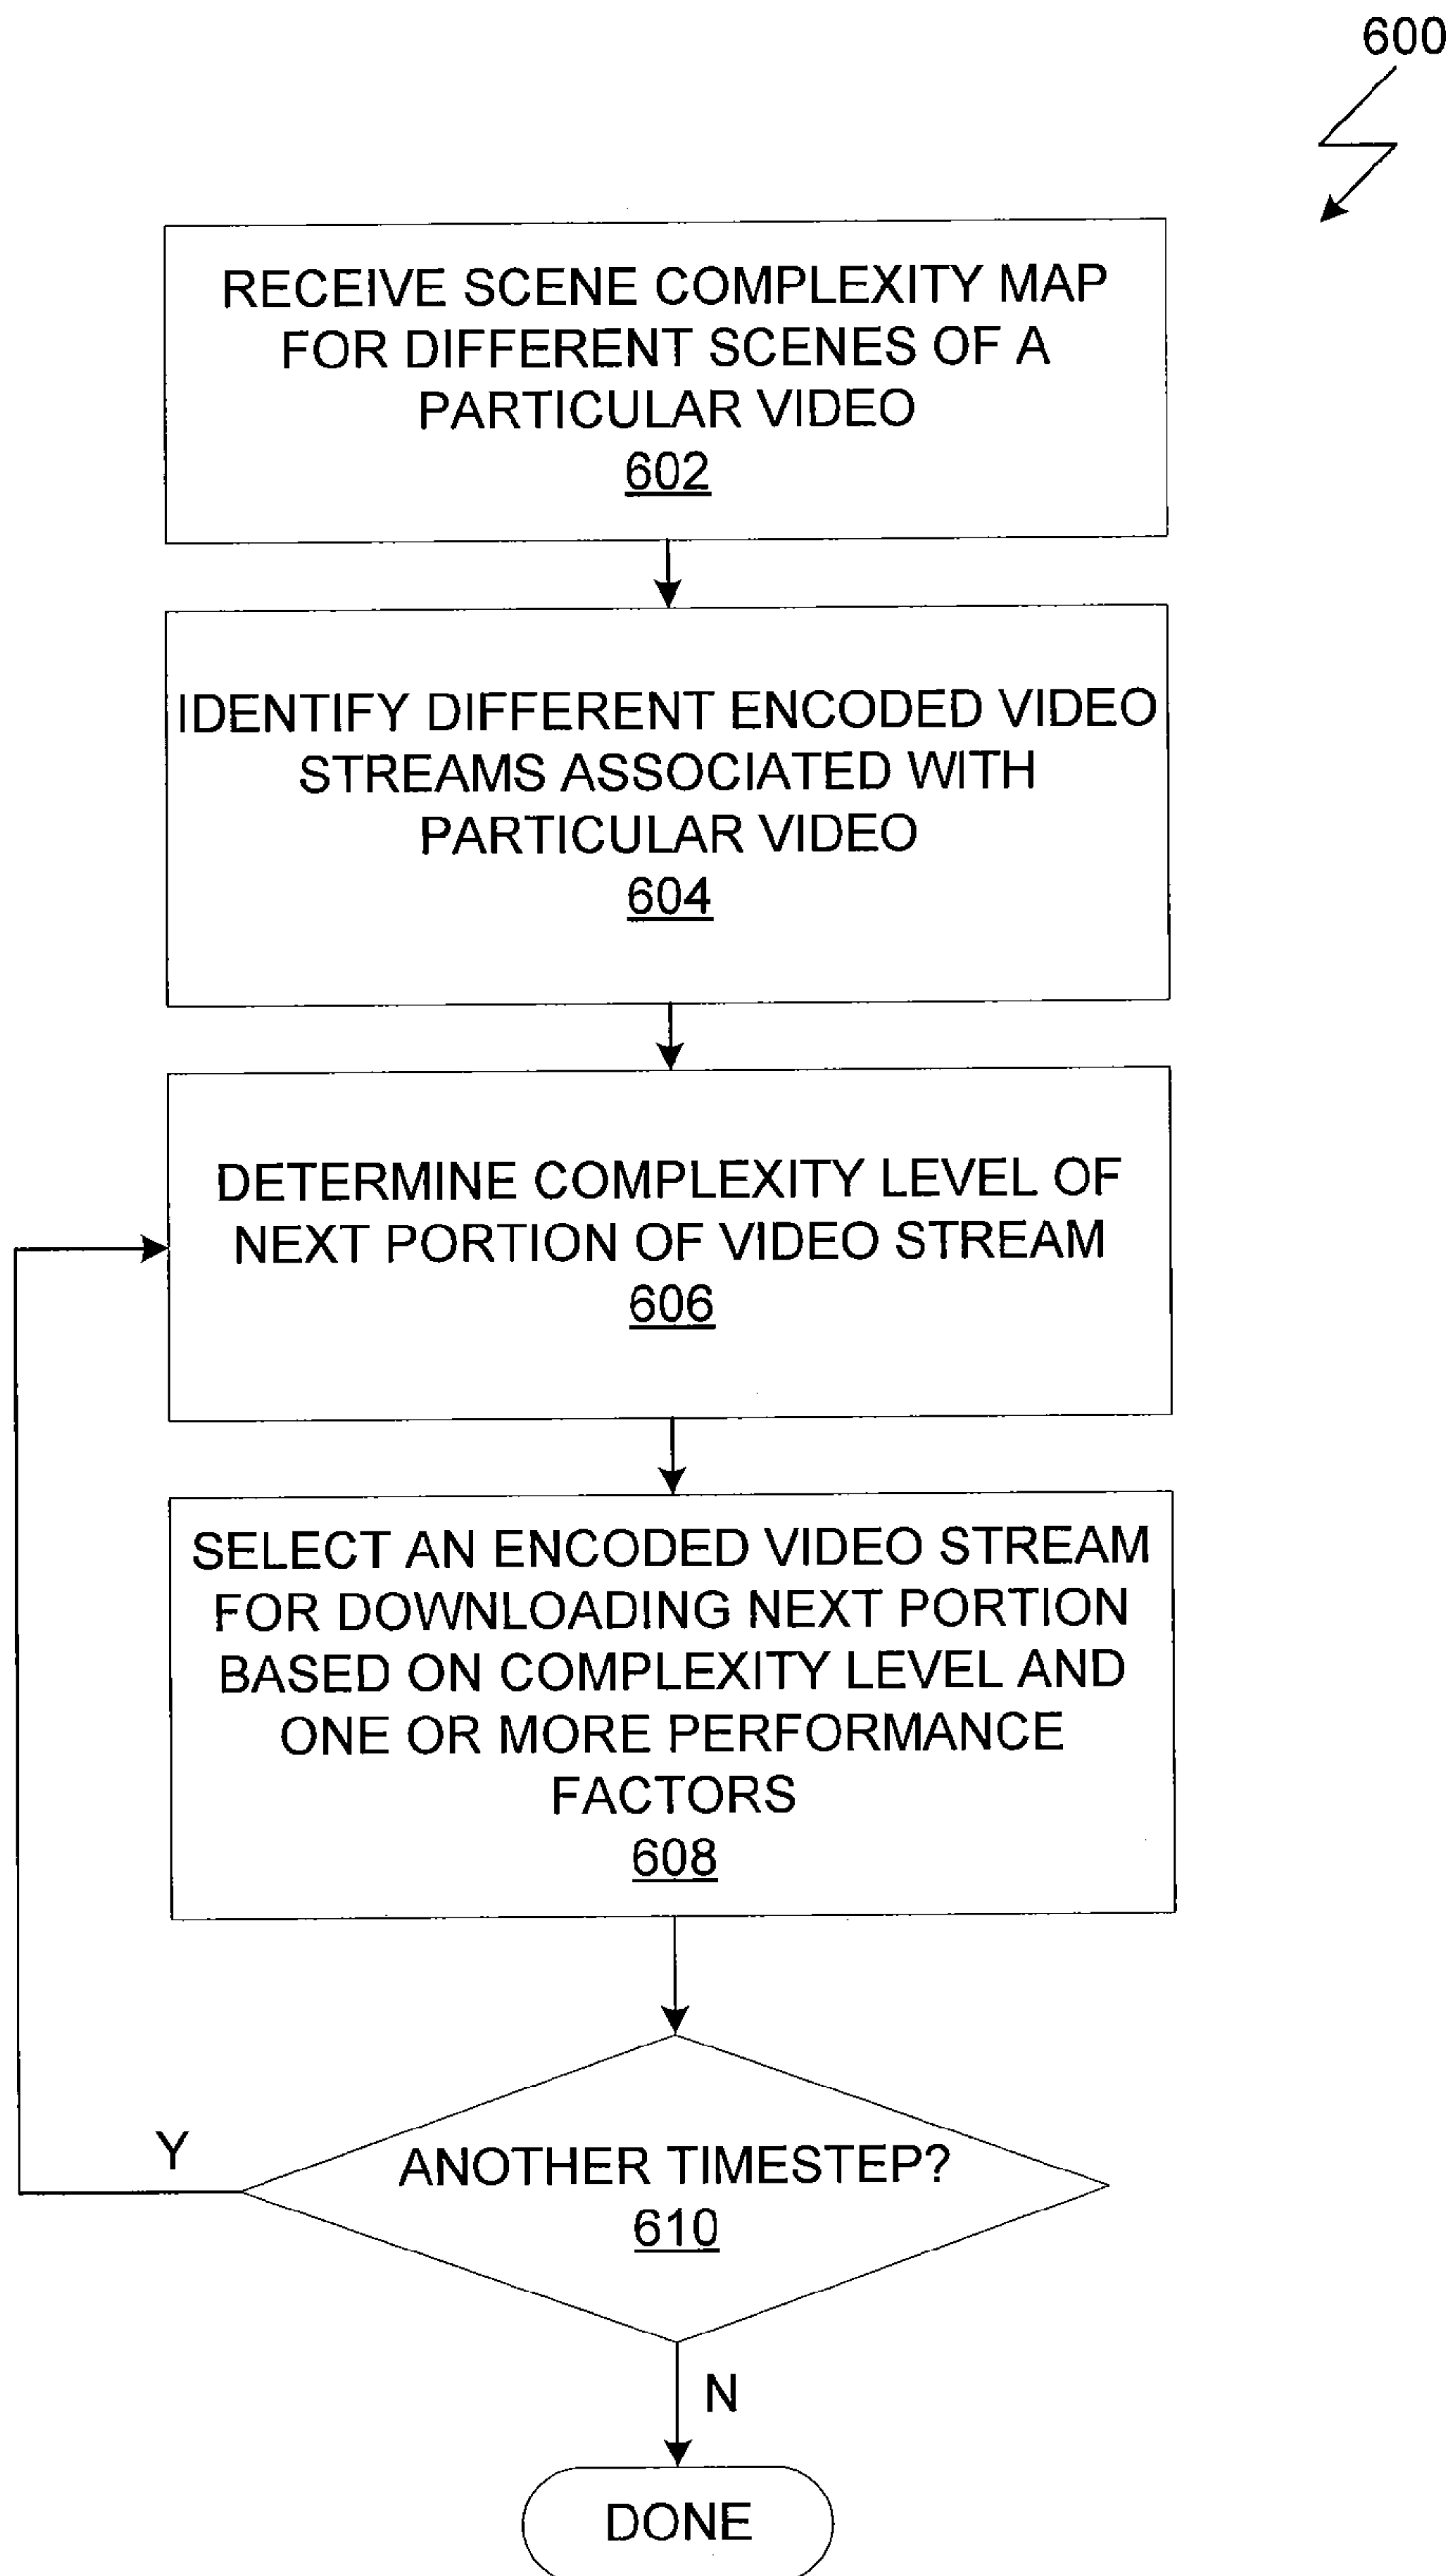 600
RECEIVE SCENE COMPLEXITY MAP
FOR DIFFERENT SCENES OF A
PARTICULAR VIDEO
602
IDENTIFY DIFFERENT ENCODED VIDEO
STREAMS ASSOCIATED WITH
PARTICULAR VIDEO
604
DETERMINE COMPLEXITY LEVEL OF
NEXT PORTION OF VIDEO STREAM
606
SELECT AN ENCODED VIDEO STREAM
FOR DOWNLOADING NEXT PORTION
BASED ON COMPLEXITY LEVEL AND
ONE OR MORE PERFORMANCE
FACTORS
608
Y
ANOTHER TIMESTEP?
610
N
DONE